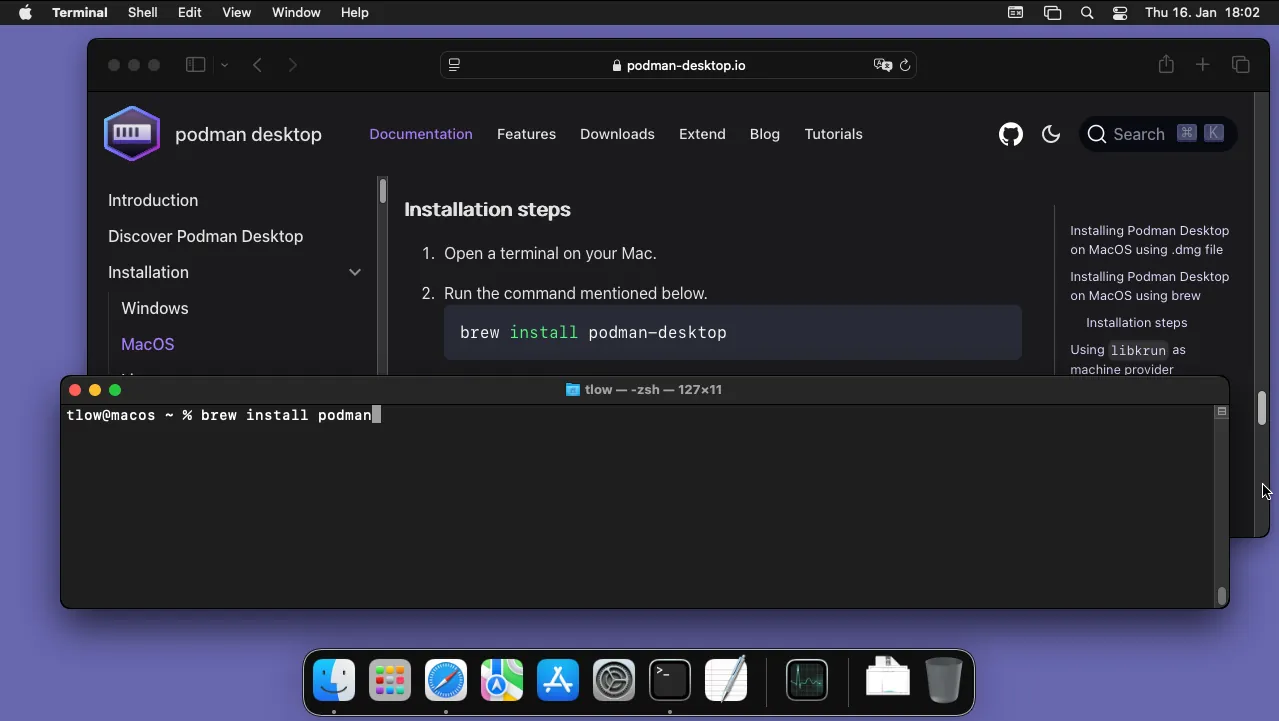 Terminal Shell Edit View Window Help Thu 16. Jan 18:02
podman-desktop.io
podman desktop Documentation Features Downloads Extend Blog Tutorials Search ⌘ K
Introduction
Discover Podman Desktop
Installation
Windows
MacOS
Installation steps
1. Open a terminal on your Mac.
2. Run the command mentioned below.
brew install podman-desktop
Installing Podman Desktop
on MacOS using .dmg file
Installing Podman Desktop
on MacOS using brew
Installation steps
Using libkrun as
machine provider
tlow — -zsh — 127×11
tlow@macos ~ % brew install podman